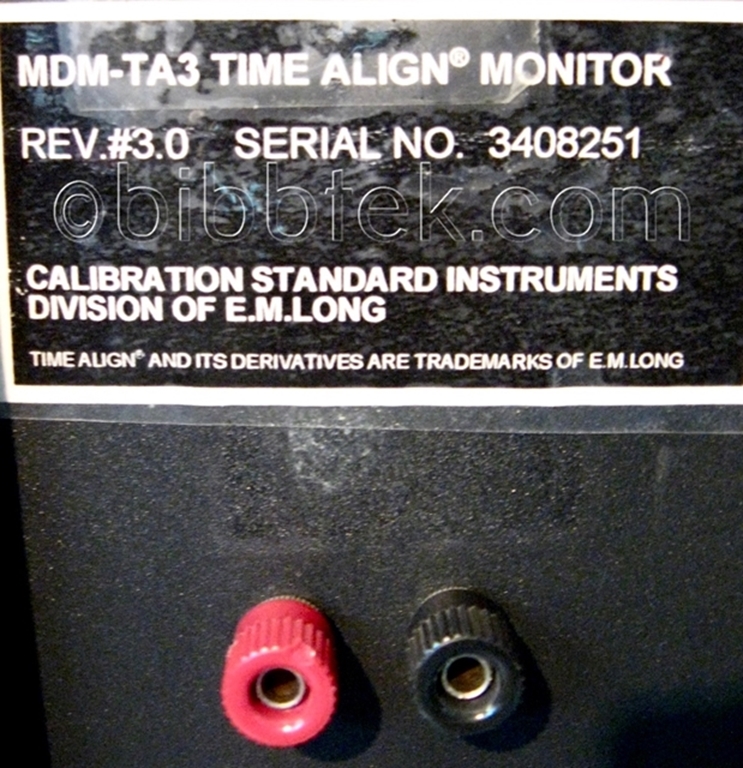 MDM-TA3 TIME ALIGN® MONITOR
REV.#3.0 SERIAL NO. 3408251
©bibbtek.com
CALIBRATION STANDARD INSTRUMENTS
DIVISION OF E.M.LONG
TIME ALIGN® AND ITS DERIVATIVES ARE TRADEMARKS OF E.M.LONG